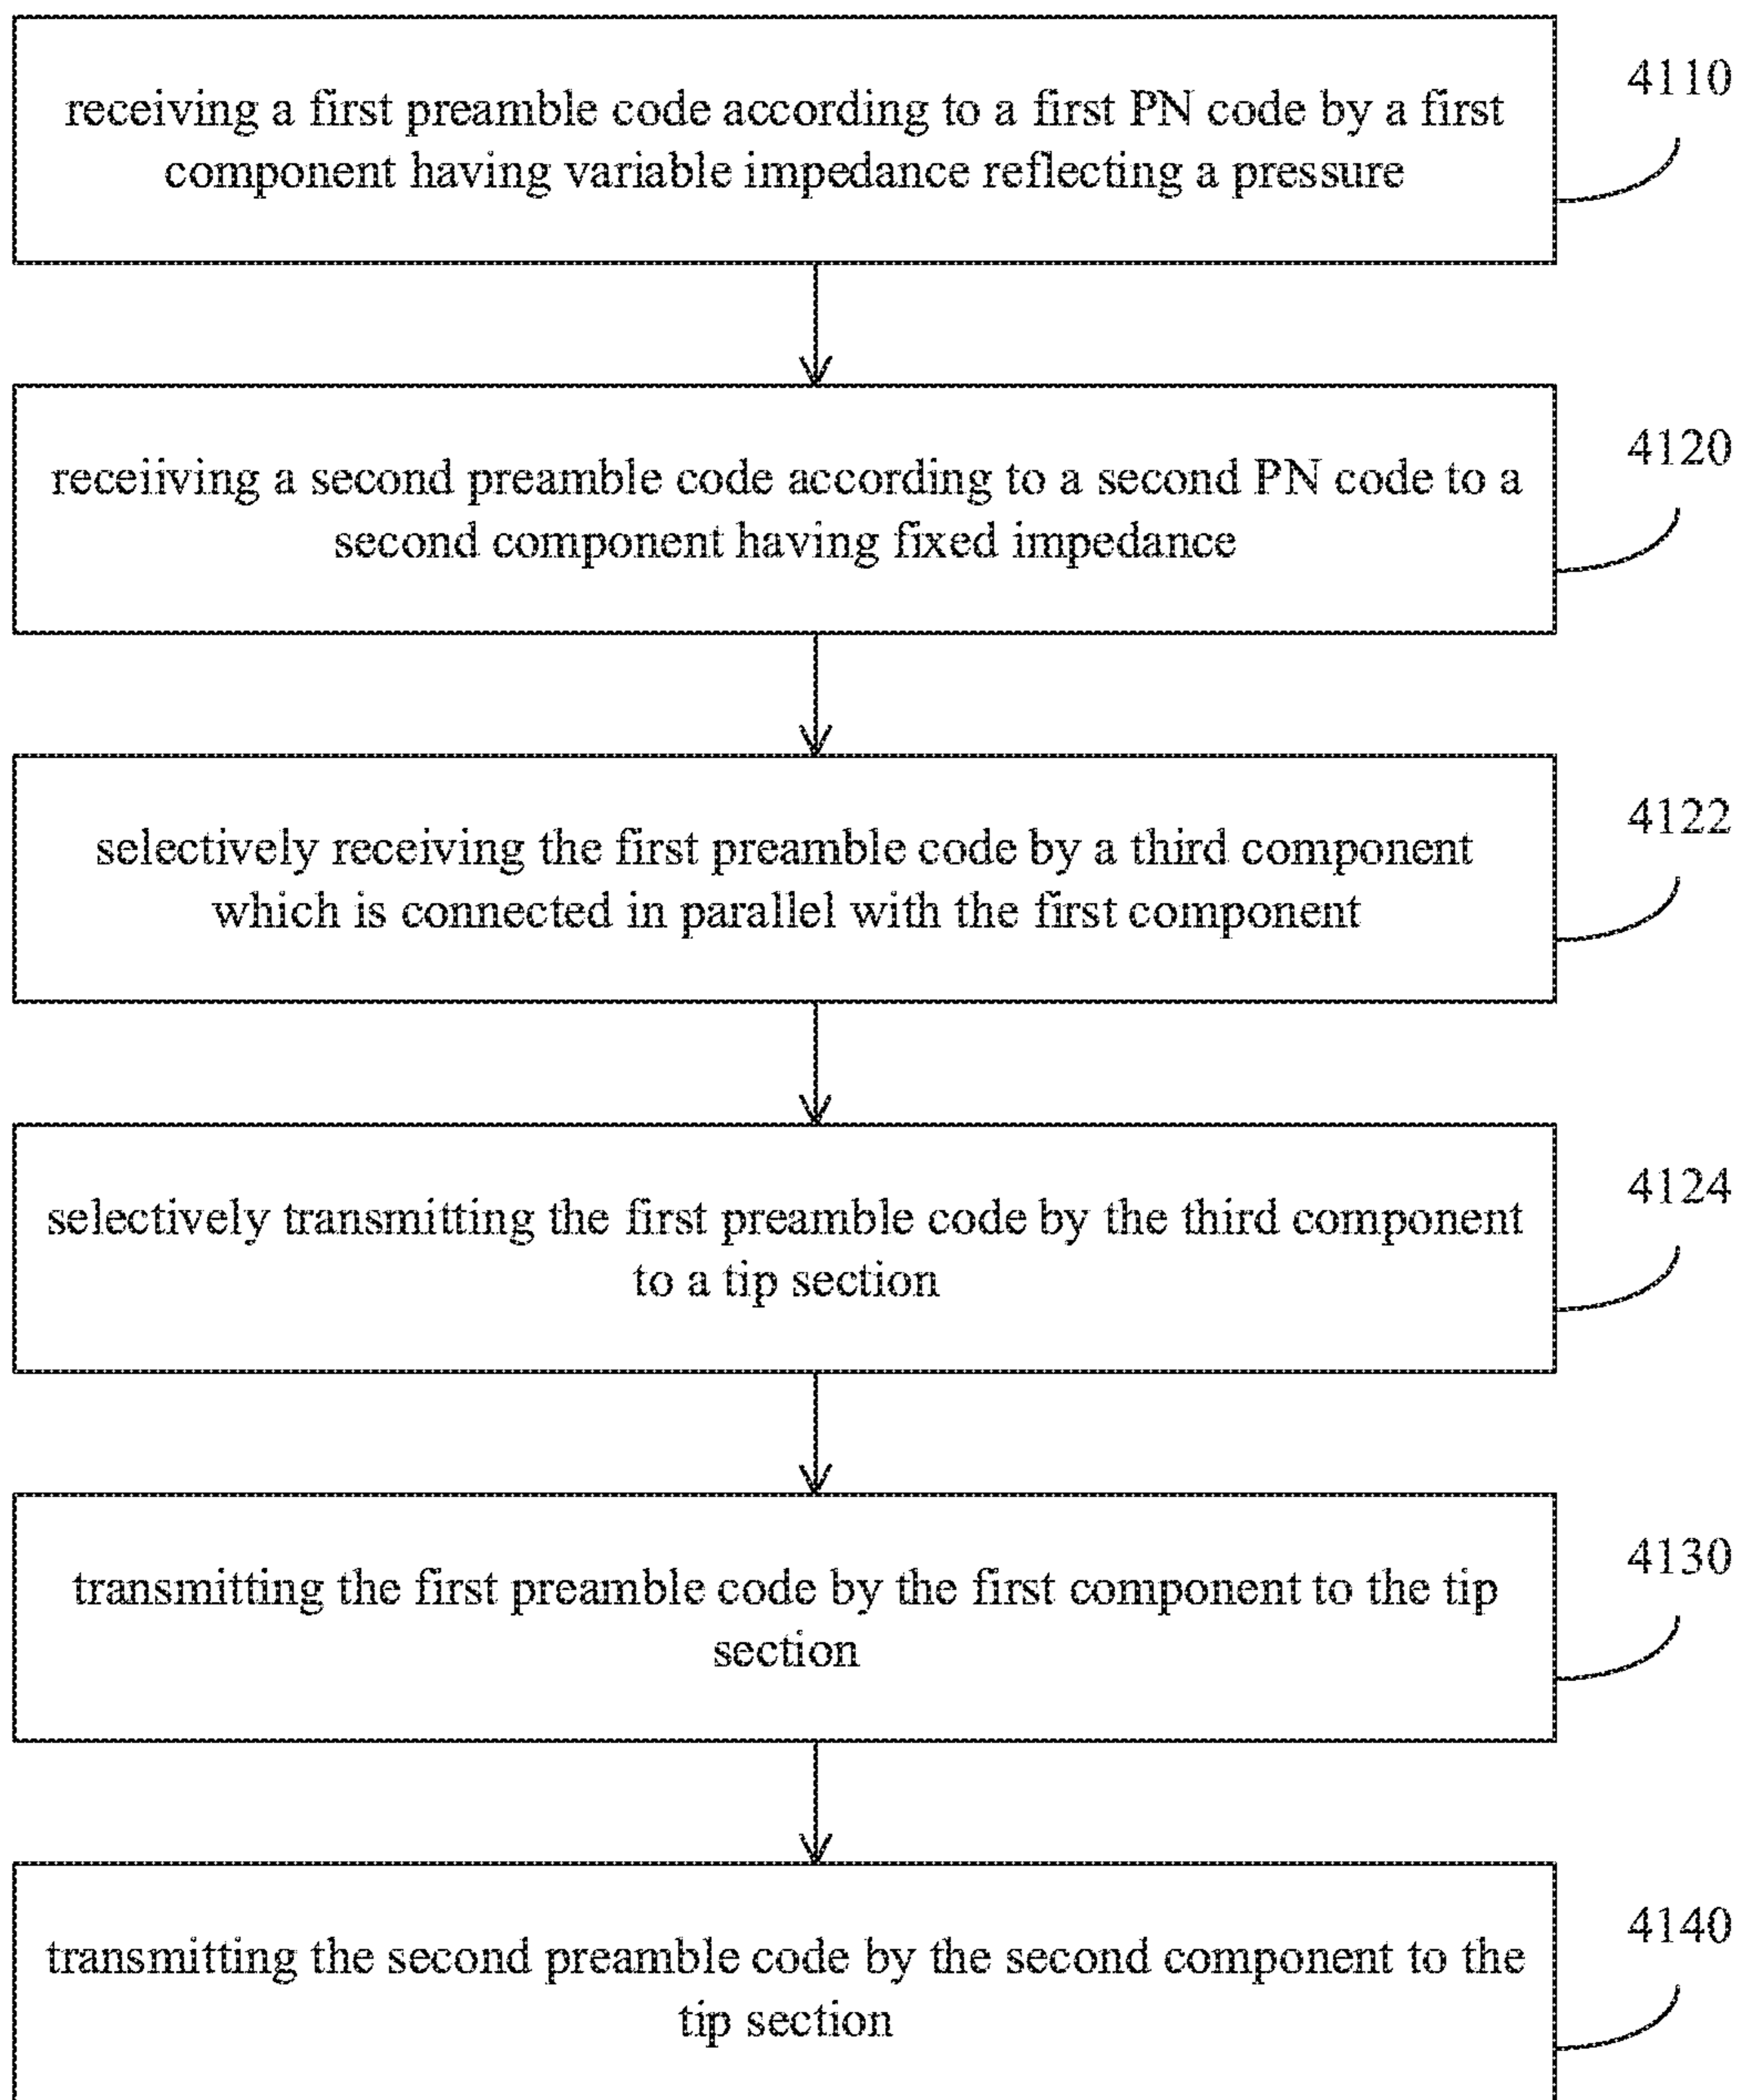 receiving a first preamble code according to a first PN code by a first
component having variable impedance reflecting a pressure
4110
receiiving a second preamble code according to a second PN code to a
second component having fixed impedance
4120
selectively receiving the first preamble code by a third component
which is connected in parallel with the first component
4122
selectively transmitting the first preamble code by the third component
to a tip section
4124
transmitting the first preamble code by the first component to the tip
section
4130
transmitting the second preamble code by the second component to the
tip section
4140